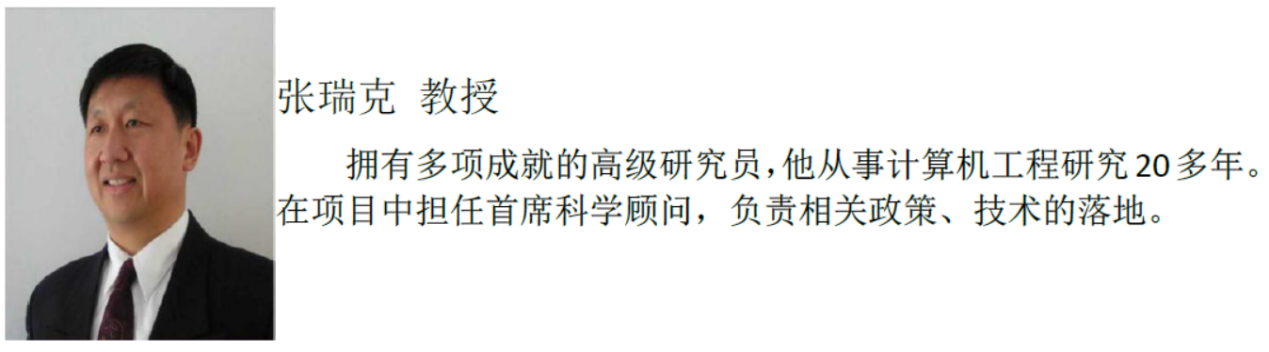 张瑞克 教授
拥有多项成就的高级研究员，他从事计算机工程研究 20 多年。
在项目中担任首席科学顾问，负责相关政策、技术的落地。